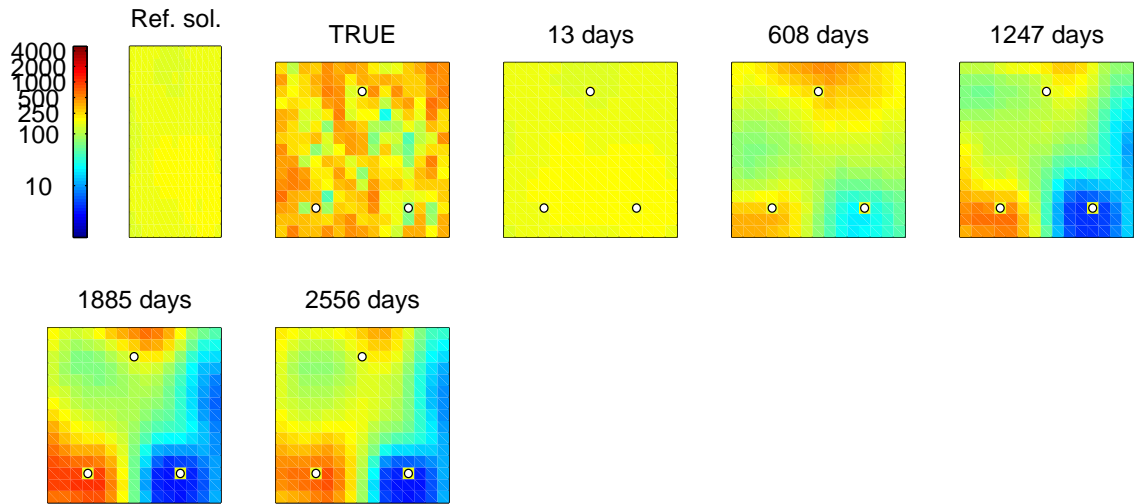 Ref. sol.
TRUE
13 days
608 days
1247 days
4000
2000
1000
500
250
100
10
1885 days
2556 days